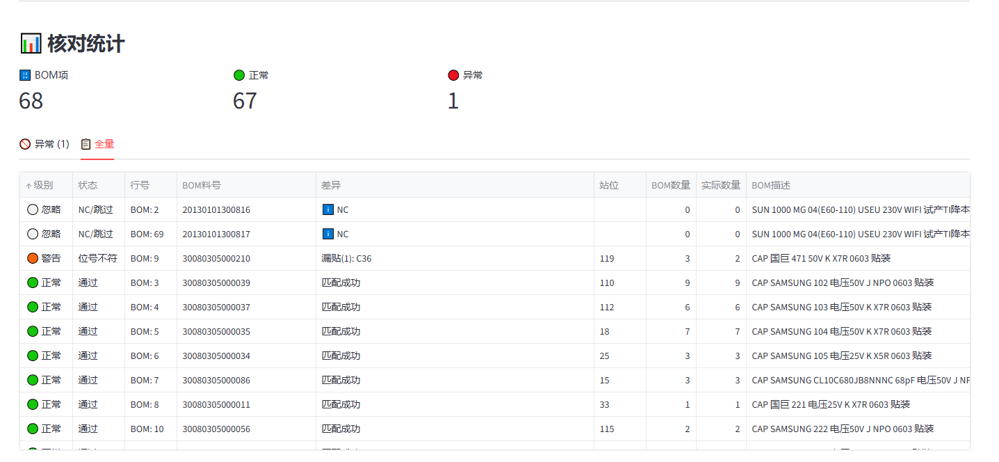 核对统计
BOM项 正常 异常
68 67 1
异常 (1) 全量
↑ 级别 状态 行号 BOM料号 差异 站位 BOM数量 实际数量 BOM描述
忽略 NC/跳过 BOM: 2 20130101300816 NC 0 0 SUN 1000 MG 04(E60-110) USEU 230V WIFI 试产TI降本
忽略 NC/跳过 BOM: 69 20130101300817 NC 0 0 SUN 1000 MG 04(E60-110) USEU 230V WIFI 试产TI降本
警告 位号不符 BOM: 9 30080305000210 漏贴(1): C36 119 3 2 CAP 国巨 471 50V K X7R 0603 贴装
正常 通过 BOM: 3 30080305000039 匹配成功 110 9 9 CAP SAMSUNG 102 电压50V J NPO 0603 贴装
正常 通过 BOM: 4 30080305000037 匹配成功 112 6 6 CAP SAMSUNG 103 电压50V K X7R 0603 贴装
正常 通过 BOM: 5 30080305000035 匹配成功 18 7 7 CAP SAMSUNG 104 电压50V K X7R 0603 贴装
正常 通过 BOM: 6 30080305000034 匹配成功 25 3 3 CAP SAMSUNG 105 电压25V K X5R 0603 贴装
正常 通过 BOM: 7 30080305000086 匹配成功 15 3 3 CAP SAMSUNG CL10C680JB8NNNC 68pF 电压50V J NP
正常 通过 BOM: 8 30080305000011 匹配成功 33 1 1 CAP 国巨 221 电压25V K X7R 0603 贴装
正常 通过 BOM: 10 30080305000056 匹配成功 115 2 2 CAP SAMSUNG 222 电压50V J NPO 0603 贴装